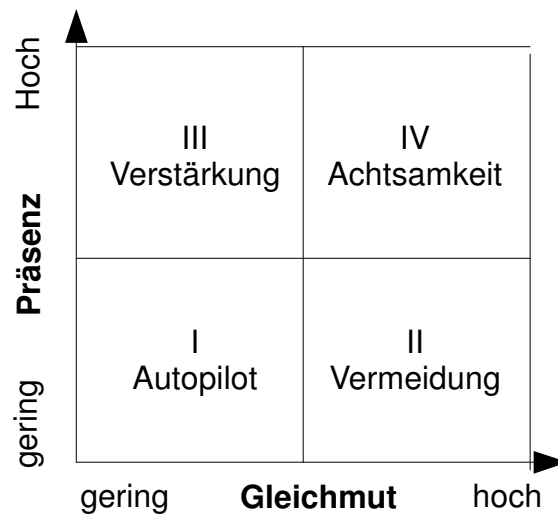 Hoch
III
Verstärkung
IV
Achtsamkeit
Präsenz
I
Autopilot
II
Vermeidung
gering
gering
Gleichmut
hoch